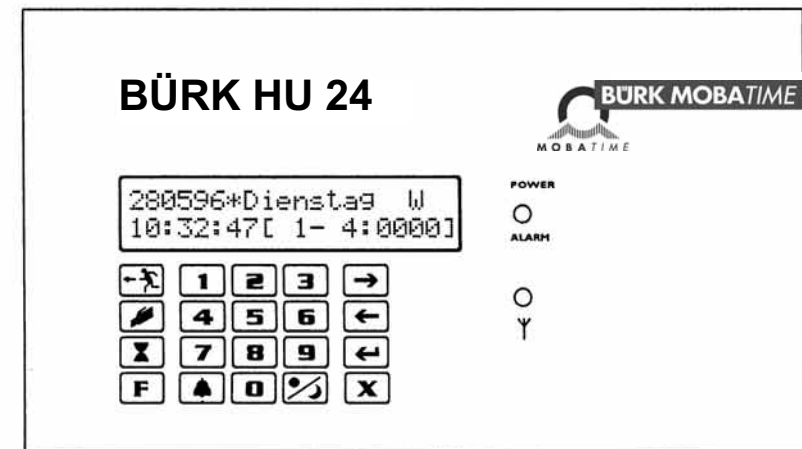 BÜRK HU 24
BÜRK MOBATIME
MOBATIME
280596*Dienstag W
10:32:47[ 1- 4:0000]
POWER
ALARM
1 2 3
4 5 6
7 8 9
F 0 X